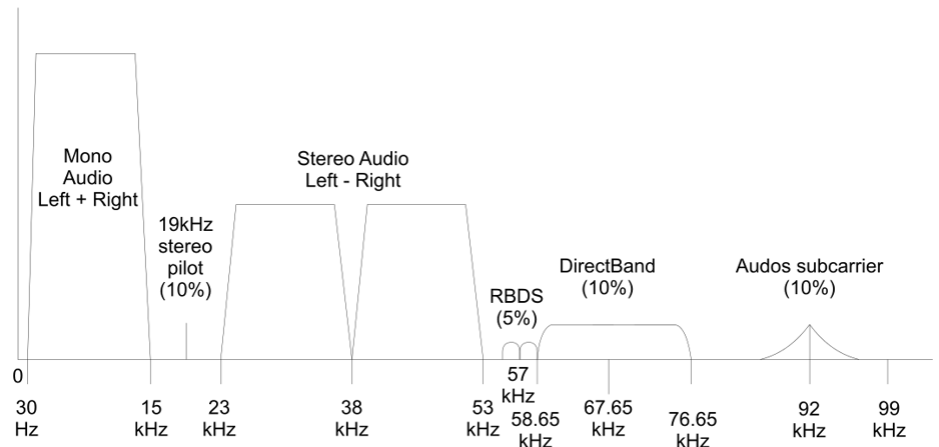 Mono
Audio
Left + Right
19kHz
stereo
pilot
(10%)
Stereo Audio
Left - Right
RBDS
(5%)
DirectBand
(10%)
Audos subcarrier
(10%)
0
30
Hz
15
kHz
23
kHz
38
kHz
53
kHz
57
kHz
58.65
kHz
67.65
kHz
76.65
kHz
92
kHz
99
kHz